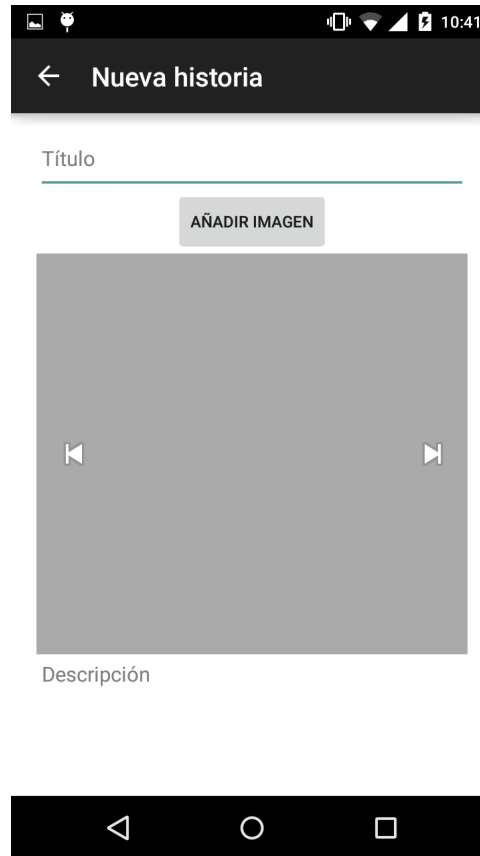 10:41
Nueva historia
Título
AÑADIR IMAGEN
Descripción